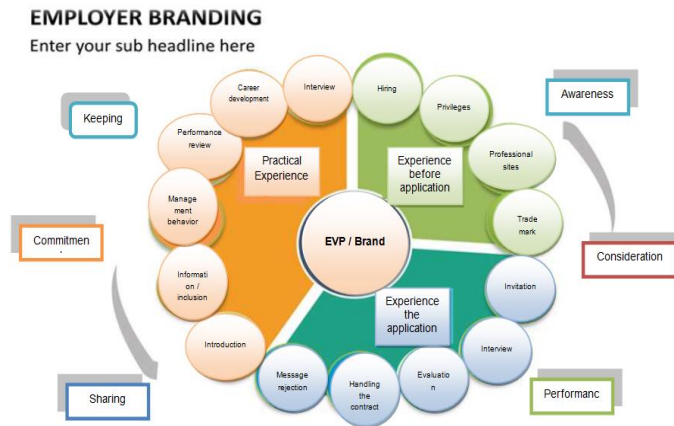 EMPLOYER BRANDING
Enter your sub headline here
Keeping
Commitmen
Sharing
Awareness
Consideration
Performanc
Career
development
Interview
Performance
review
Manage
ment
behavior
Informati
on /
inclusion
Introduction
Practical
Experience
Hiring
Privileges
Professional
sites
Trade
mark
Experience
before
application
EVP / Brand
Experience
the
application
Invitation
Interview
Evaluatio
n
Handling
the
contract
Message
rejection